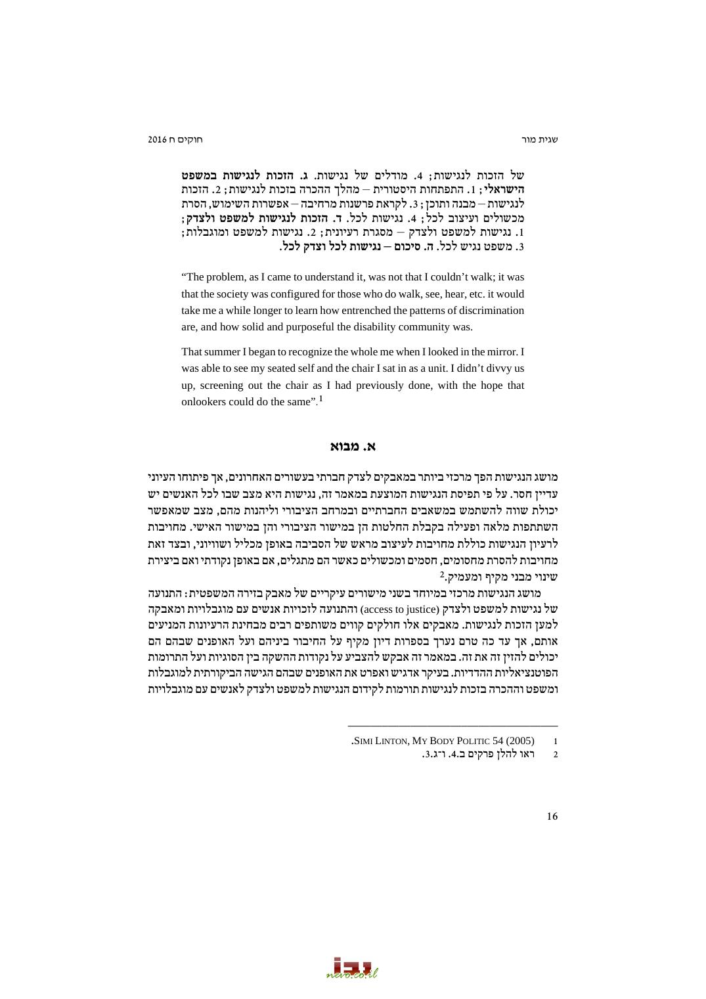 שגית מור
חוקים ח 2016
של הזכות לנגישות; 4. מודלים של נגישות. ג. הזכות לנגישות במשפט
הישראלי; 1. התפתחות היסטורית – מהלך ההכרה בזכות לנגישות; 2. הזכות
לנגישות – מבנה ותוכן; 3. לקראת פרשנות מרחיבה – אפשרות השימוש, הסרת
מכשולים ועיצוב לכל; 4. נגישות לכל. ד. הזכות לנגישות למשפט ולצדק;
1. נגישות למשפט ולצדק – מסגרת רעיונית; 2. נגישות למשפט ומוגבלות;
3. משפט נגיש לכל. ה. סיכום – נגישות לכל וצדק לכל.
“The problem, as I came to understand it, was not that I couldn’t walk; it was
that the society was configured for those who do walk, see, hear, etc. it would
take me a while longer to learn how entrenched the patterns of discrimination
are, and how solid and purposeful the disability community was.
That summer I began to recognize the whole me when I looked in the mirror. I
was able to see my seated self and the chair I sat in as a unit. I didn’t divvy us
up, screening out the chair as I had previously done, with the hope that
onlookers could do the same”.1
א. מבוא
מושג הנגישות הפך מרכזי ביותר במאבקים לצדק חברתי בעשורים האחרונים, אך פיתוחו העיוני
עדיין חסר. על פי תפיסת הנגישות המוצעת במאמר זה, נגישות היא מצב שבו לכל האנשים יש
יכולת שווה להשתמש במשאבים החברתיים ובמרחב הציבורי וליהנות מהם, מצב שמאפשר
השתתפות מלאה ופעילה בקבלת החלטות הן במישור הציבורי והן במישור האישי. מחויבות
לרעיון הנגישות כוללת מחויבות לעיצוב מראש של הסביבה באופן מכליל ושוויוני, ובצד זאת
מחויבות להסרת מחסומים, חסמים ומכשולים כאשר הם מתגלים, אם באופן נקודתי ואם ביצירת
שינוי מבני מקיף ומעמיק.2
מושג הנגישות מרכזי במיוחד בשני מישורים עיקריים של מאבק בזירה המשפטית: התנועה
של נגישות למשפט ולצדק (access to justice) והתנועה לזכויות אנשים עם מוגבלויות ומאבקה
למען הזכות לנגישות. מאבקים אלו חולקים קווים משותפים רבים מבחינת הרעיונות המניעים
אותם, אך עד כה טרם נערך בספרות דיון מקיף על החיבור ביניהם ועל האופנים שבהם הם
יכולים להזין זה את זה. במאמר זה אבקש להצביע על נקודות ההשקה בין הסוגיות ועל התרומות
הפוטנציאליות ההדדיות. בעיקר אדגיש ואפרט את האופנים שבהם הגישה הביקורתית למוגבלות
ומשפט וההכרה בזכות לנגישות תורמות לקידום הנגישות למשפט ולצדק לאנשים עם מוגבלויות
1 SIMI LINTON, MY BODY POLITIC 54 (2005).
2 ראו להלן פרקים ב.4. ו־ג.3.
16
נבו
nevo.co.il